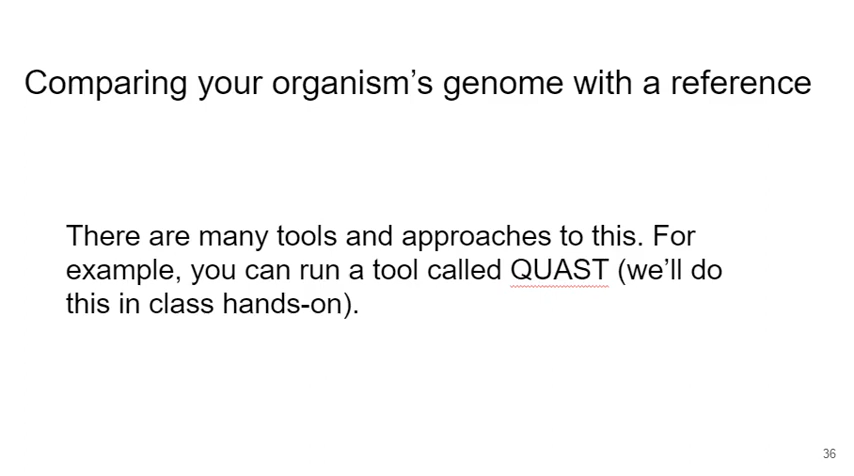 Comparing your organism’s genome with a reference
There are many tools and approaches to this. For
example, you can run a tool called QUAST (we’ll do
this in class hands-on).
36